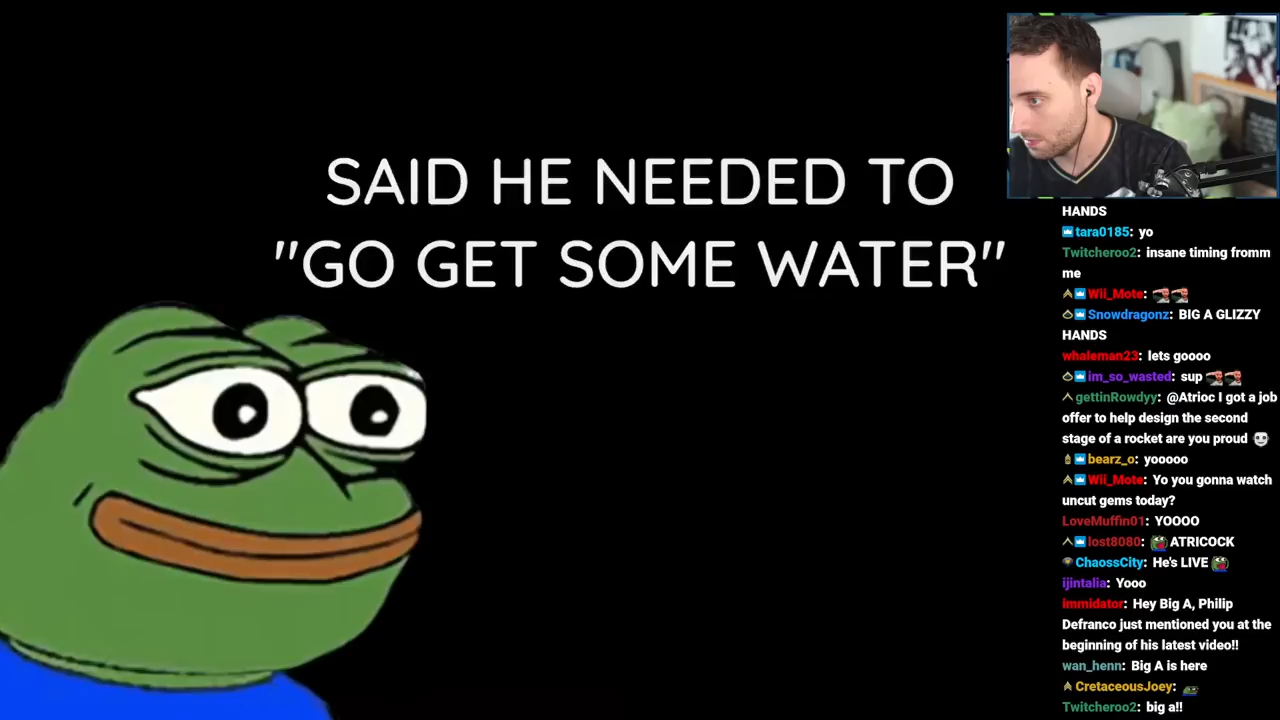 SAID HE NEEDED TO
"GO GET SOME WATER"
HANDS
tara0185: yo
Twitcheroo2: insane timing fromm
me
Wii_Mote:
Snowdragonz: BIG A GLIZZY
HANDS
whaleman23: lets goooo
im_so_wasted: sup
gettinRowdyy: @Atrioc I got a job
offer to help design the second
stage of a rocket are you proud
bearz_o: yooooo
Wii_Mote: Yo you gonna watch
uncut gems today?
LoveMuffin01: YOOOO
lost8080: ATRICOCK
ChaossCity: He's LIVE
ijintalia: Yooo
immidator: Hey Big A, Philip
Defranco just mentioned you at the
beginning of his latest video!!
wan_henn: Big A is here
CretaceousJoey:
Twitcheroo2: big a!!